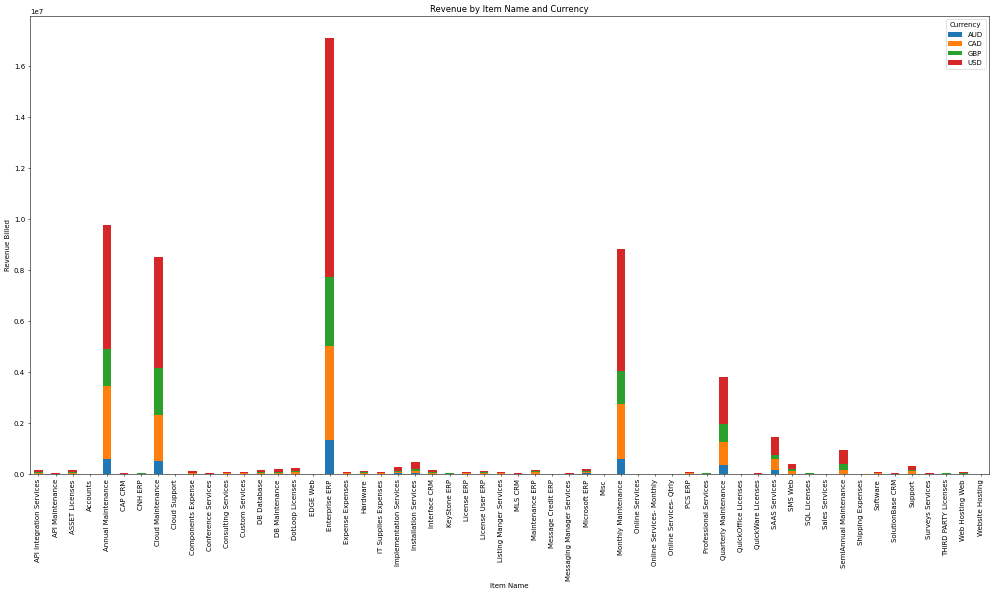 Revenue by Item Name and Currency
1e7
Currency
AUD
CAD
GBP
USD
1.6
1.4
1.2
1.0
0.8
0.6
0.4
0.2
0.0
Revenue Billed
API Integration Services
API Maintenance
ASSET Licenses
Accounts
Annual Maintenance
CAP CRM
CNH ERP
Cloud Maintenance
Cloud Support
Components Expense
Conference Services
Consulting Services
Custom Services
DB Database
DB Maintenance
DotLoop Licenses
EDGE Web
Enterprise ERP
Expense Expenses
Hardware
IT Supplies Expenses
Implementation Services
Installation Services
Interface CRM
KeyStone ERP
License ERP
License User ERP
Listing Manger Services
MLS CRM
Maintenance ERP
Message Credit ERP
Messaging Manager Services
Microsoft ERP
Misc
Monthly Maintenance
Online Services
Online Services- Monthly
Online Services- Qtrly
PCS ERP
Professional Services
Quarterly Maintenance
QuickOffice Licenses
QuickWare Licenses
SAAS Services
SMS Web
SQL Licenses
Sales Services
SemiAnnual Maintenance
Shipping Expenses
Software
SolutionBase CRM
Support
Surveys Services
THIRD PARTY Licenses
Web Hosting Web
Website Hosting
Item Name